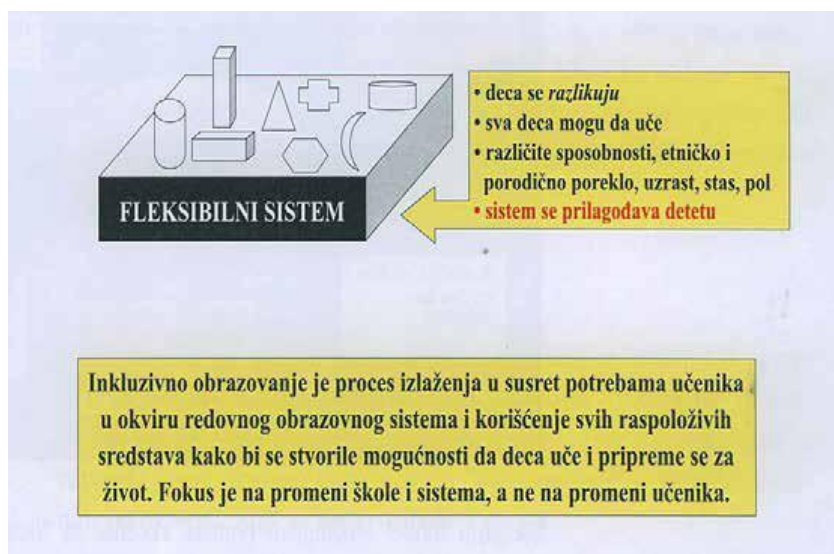 • deca se razlikuju
• sva deca mogu da uče
• različite sposobnosti, etničko i
porodično poreklo, uzrast, stas, pol
• sistem se prilagođava detetu
FLEKSIBILNI SISTEM
Inkluzivno obrazovanje je proces izlaženja u susret potrebama učenika
u okviru redovnog obrazovnog sistema i korišćenje svih raspoloživih
sredstava kako bi se stvorile mogućnosti da deca uče i pripreme se za
život. Fokus je na promeni škole i sistema, a ne na promeni učenika.